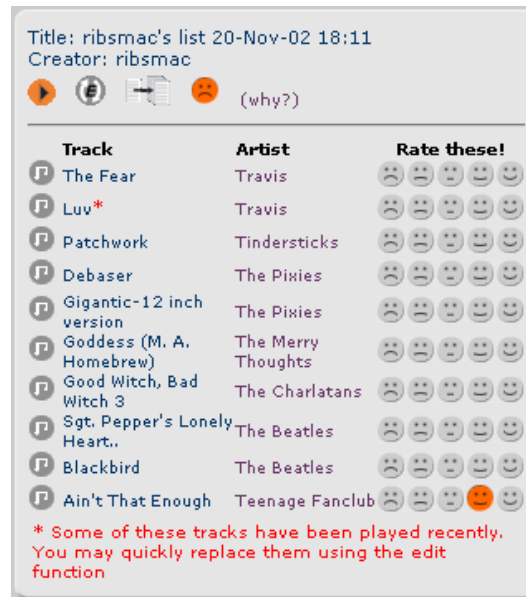 Title: ribsmac's list 20-Nov-02 18:11
Creator: ribsmac
(why?)
Track Artist Rate these!
The Fear Travis
Luv* Travis
Patchwork Tindersticks
Debaser The Pixies
Gigantic-12 inch
version
The Pixies
Goddess (M. A.
Homebrew)
The Merry
Thoughts
Good Witch, Bad
Witch 3
The Charlatans
Sgt. Pepper's Lonely
Heart..
The Beatles
Blackbird The Beatles
Ain't That Enough Teenage Fanclub
* Some of these tracks have been played recently.
You may quickly replace them using the edit
function